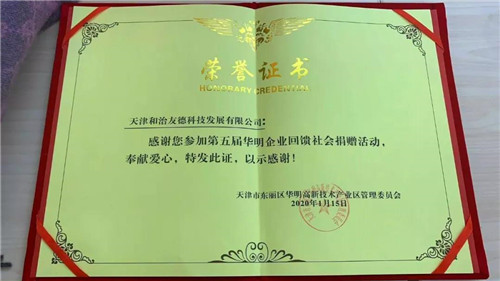 荣誉证书
HONORARY CREDENTIAL
天津和治友德科技发展有限公司:
感谢您参加第五届华明企业回馈社会捐赠活动,
奉献爱心,特发此证,以示感谢!
天津市东丽区华明高新技术产业区管理委员会
2020年1月15日